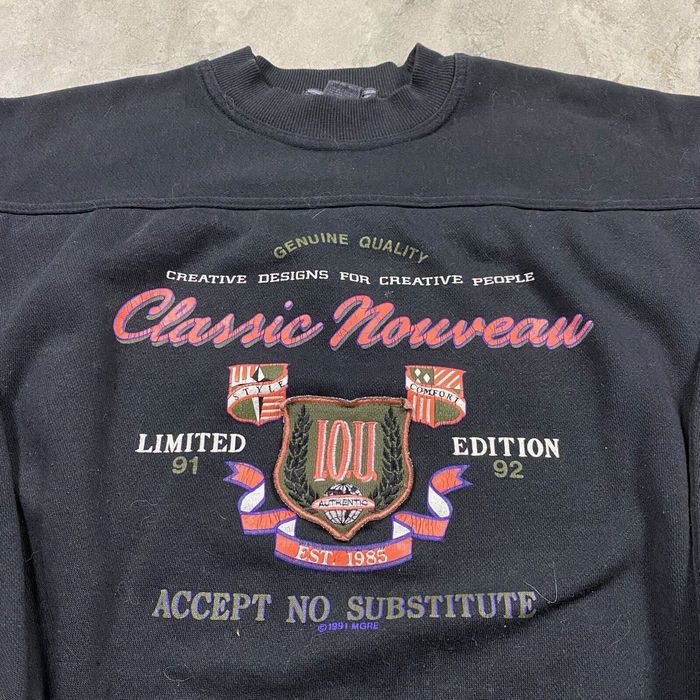 GENUINE QUALITY
CREATIVE DESIGNS FOR CREATIVE PEOPLE
Classic Nouveau
STYLE
COMFORT
LIMITED EDITION
91 92
IOU
AUTHENTIC
EST. 1985
ACCEPT NO SUBSTITUTE
©1991 MGRE